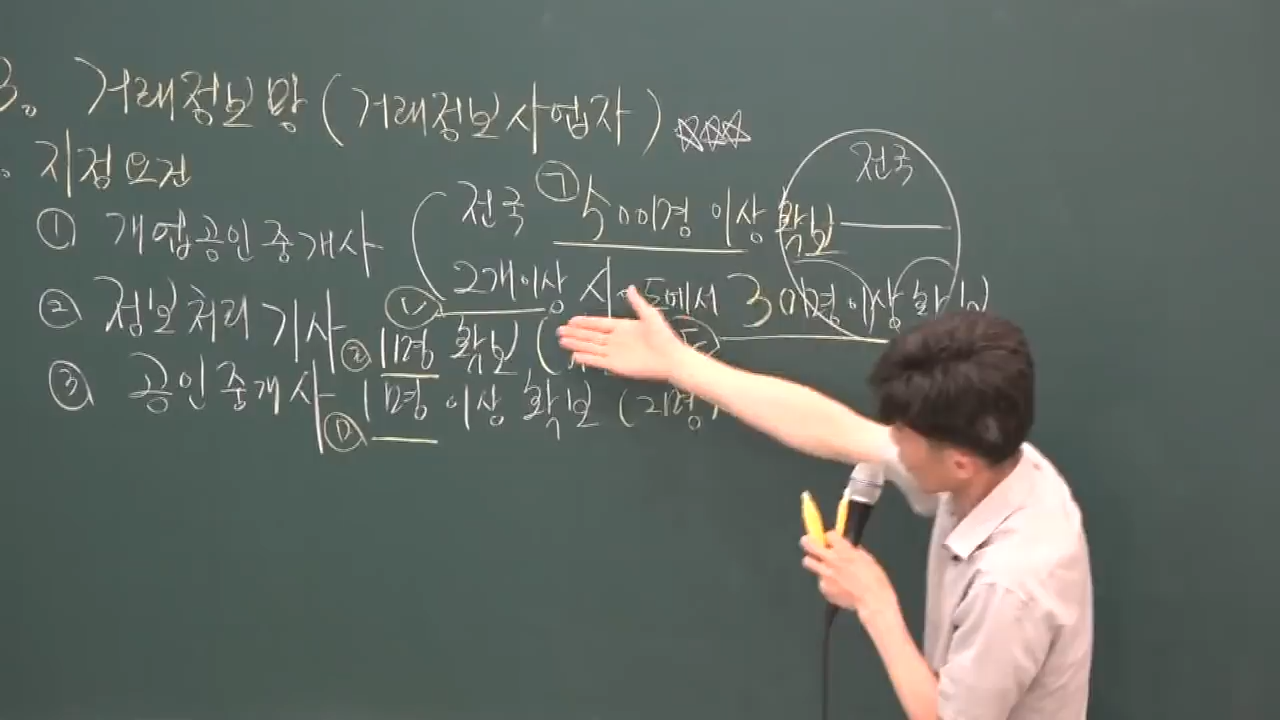 3. 거래정보망 (거래정보사업자) ☆☆☆
지정요건
전국
① 개업공인중개사 전국 ㉠ 500명 이상 확보
2개이상 시·도에서 30명이상 확보
② 정보처리기사 1명 확보 (
③ 공인중개사 1명 이상 확보 (